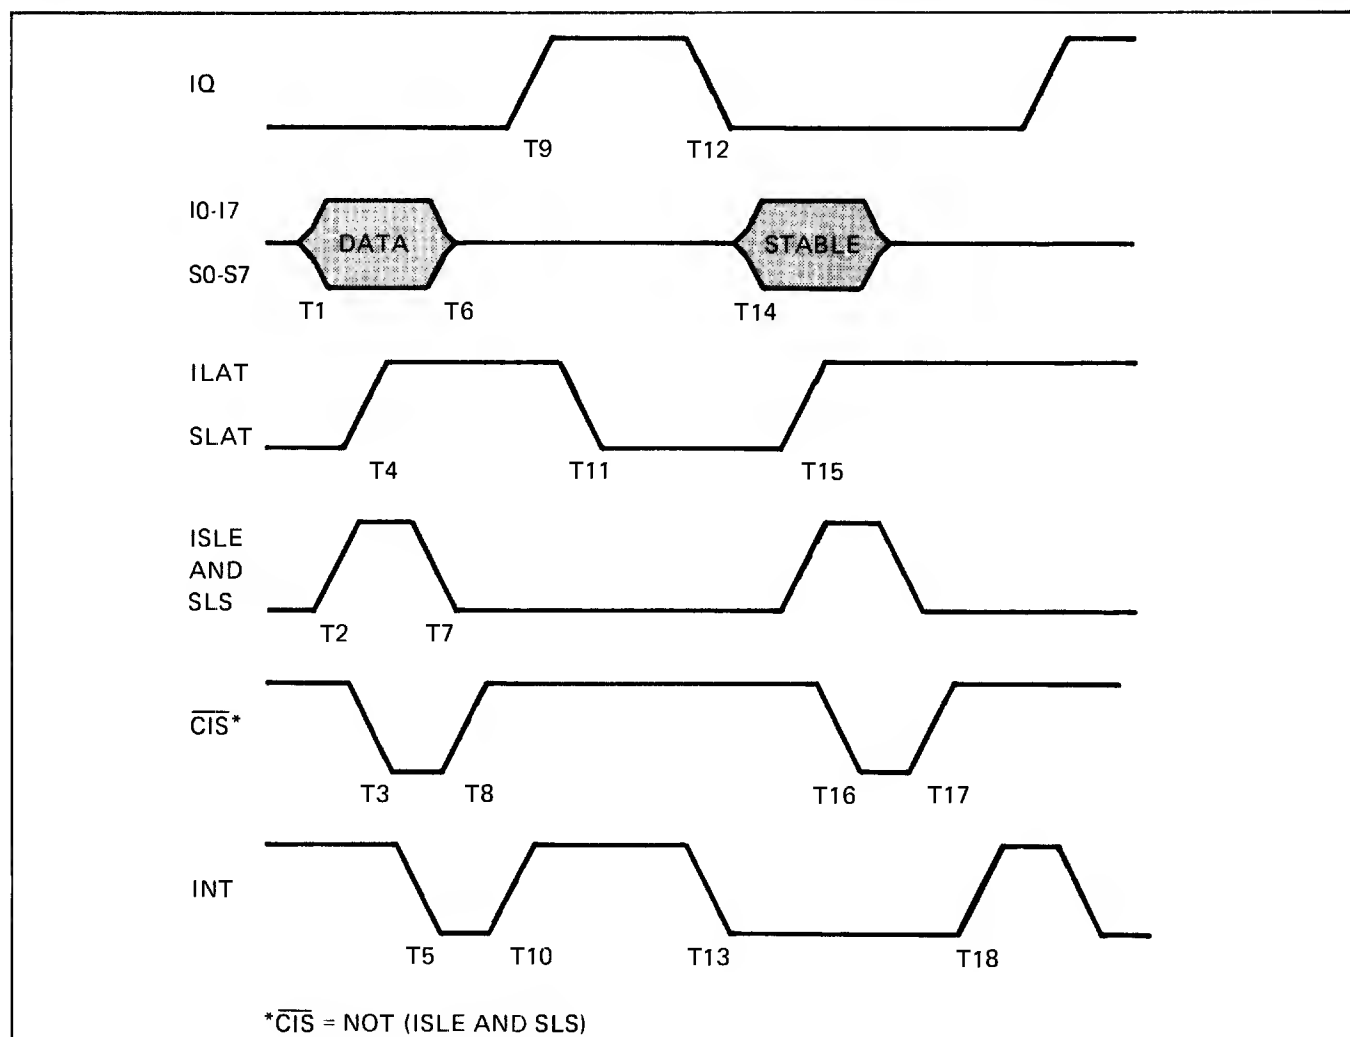 IQ
T9 T12
I0-I7
DATA STABLE
S0-S7
T1 T6 T14
ILAT
SLAT
T4 T11 T15
ISLE
AND
SLS
T2 T7
CIS*
T3 T8 T16 T17
INT
T5 T10 T13 T18
*CIS = NOT (ISLE AND SLS)